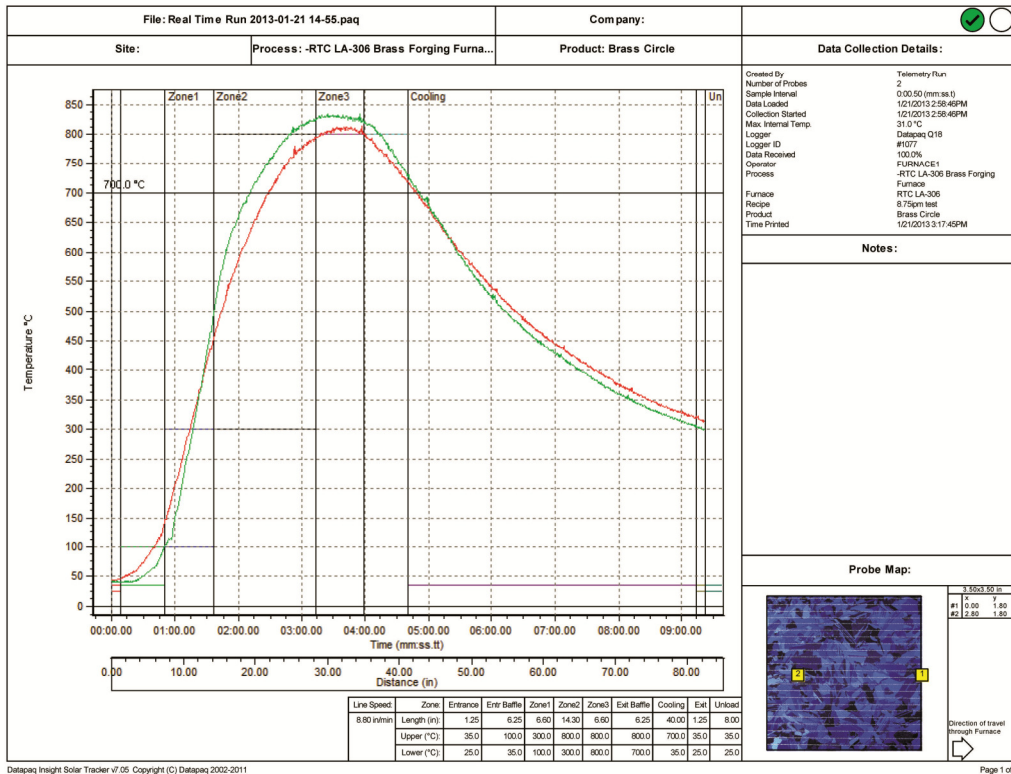 File: Real Time Run 2013-01-21 14-55.paq
Company:
Site:
Process: -RTC LA-306 Brass Forging Furna...
Product: Brass Circle
Data Collection Details:
Created By Telemetry Run
Number of Probes 2
Sample Interval 0:00.50 (mm:ss.t)
Data Loaded 1/21/2013 2:58:46PM
Collection Started 1/21/2013 2:58:46PM
Max. Internal Temp. 31.0 °C
Logger Datapaq Q18
Logger ID #1077
Data Received 100.0%
Operator FURNACE1
Process -RTC LA-306 Brass Forging
Furnace
Furnace RTC LA-306
Recipe 8.75ipm test
Product Brass Circle
Time Printed 1/21/2013 3:17:45PM
Notes:
Zone1 Zone2 Zone3 Cooling Un
850
800
750
700
650
600
550
500
450
400
350
300
250
200
150
100
50
0
700.0 °C
Temperature °C
00:00.00 01:00.00 02:00.00 03:00.00 04:00.00 05:00.00 06:00.00 07:00.00 08:00.00 09:00.00
Time (mm:ss.tt)
0.00 10.00 20.00 30.00 40.00 50.00 60.00 70.00 80.00
Distance (in)
Line Speed: Zone: Entrance Entr Baffle Zone1 Zone2 Zone3 Exit Baffle Cooling Exit Unload
8.80 in/min Length (in): 1.25 6.25 6.60 14.30 6.60 6.25 40.00 1.25 8.00
Upper (°C): 35.0 100.0 300.0 800.0 800.0 800.0 700.0 35.0 35.0
Lower (°C): 25.0 35.0 100.0 300.0 800.0 700.0 35.0 25.0 25.0
Probe Map:
3.50x3.50 in
x y
#1 0.00 1.80
#2 2.80 1.80
2
1
Direction of travel
through Furnace
Datapaq Insight Solar Tracker v7.05 Copyright (C) Datapaq 2002-2011
Page 1 of